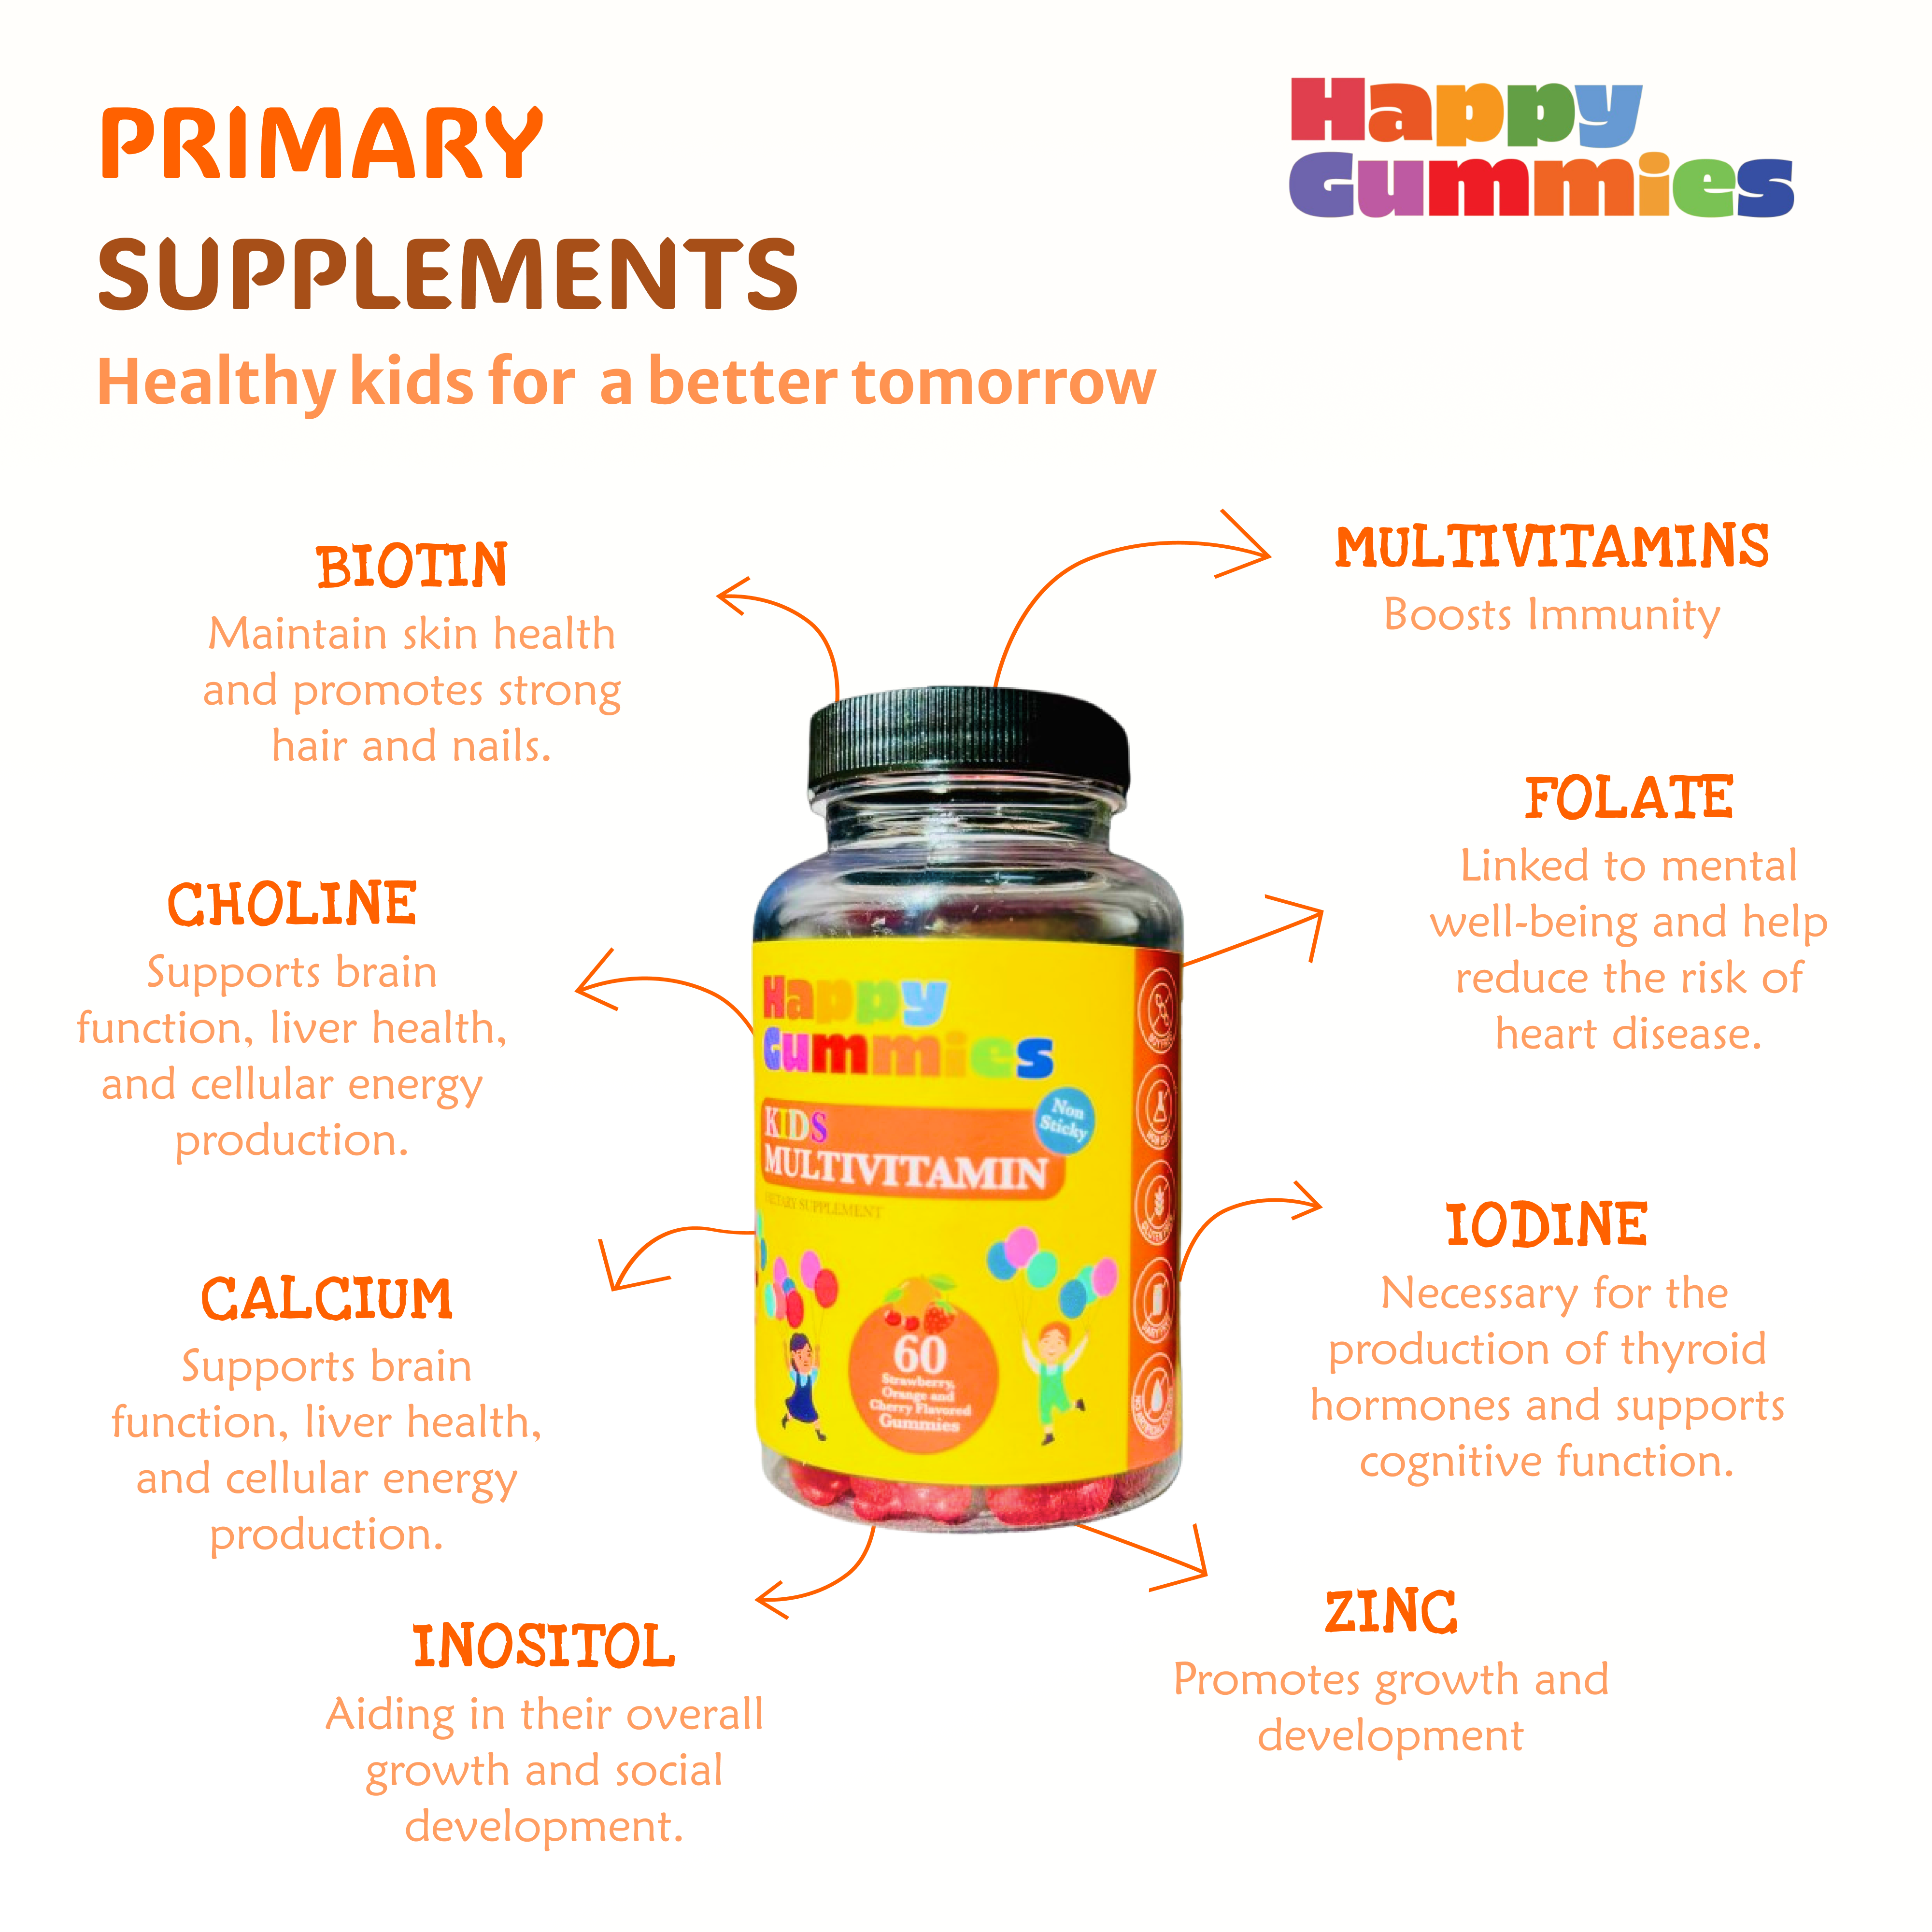 PRIMARY
SUPPLEMENTS
Healthy kids for a better tomorrow
Happy
Gummies
BIOTIN
Maintain skin health
and promotes strong
hair and nails.
CHOLINE
Supports brain
function, liver health,
and cellular energy
production.
CALCIUM
Supports brain
function, liver health,
and cellular energy
production.
INOSITOL
Aiding in their overall
growth and social
development.
MULTIVITAMINS
Boosts Immunity
FOLATE
Linked to mental
well-being and help
reduce the risk of
heart disease.
IODINE
Necessary for the
production of thyroid
hormones and supports
cognitive function.
ZINC
Promotes growth and
development
Happy
Gummies
Non
Sticky
KIDS
MULTIVITAMIN
SUPPLEMENT
60
Strawberry,
Orange and
Cherry Flavored
Gummies